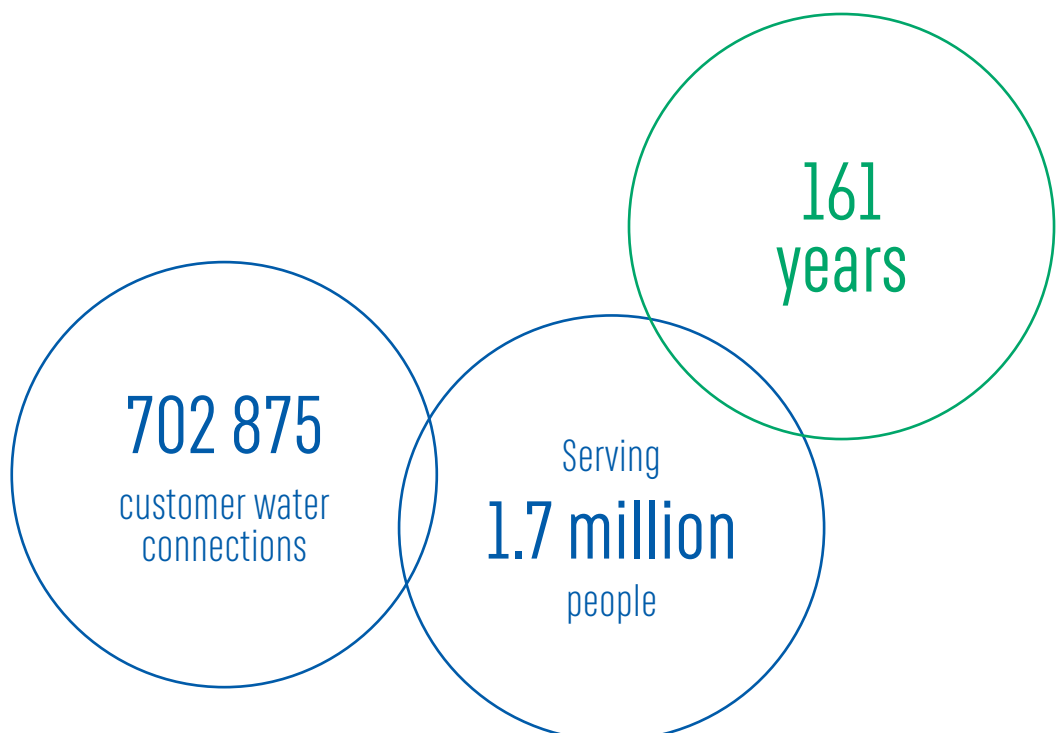 161
years
702 875
customer water
connections
Serving
1.7 million
people